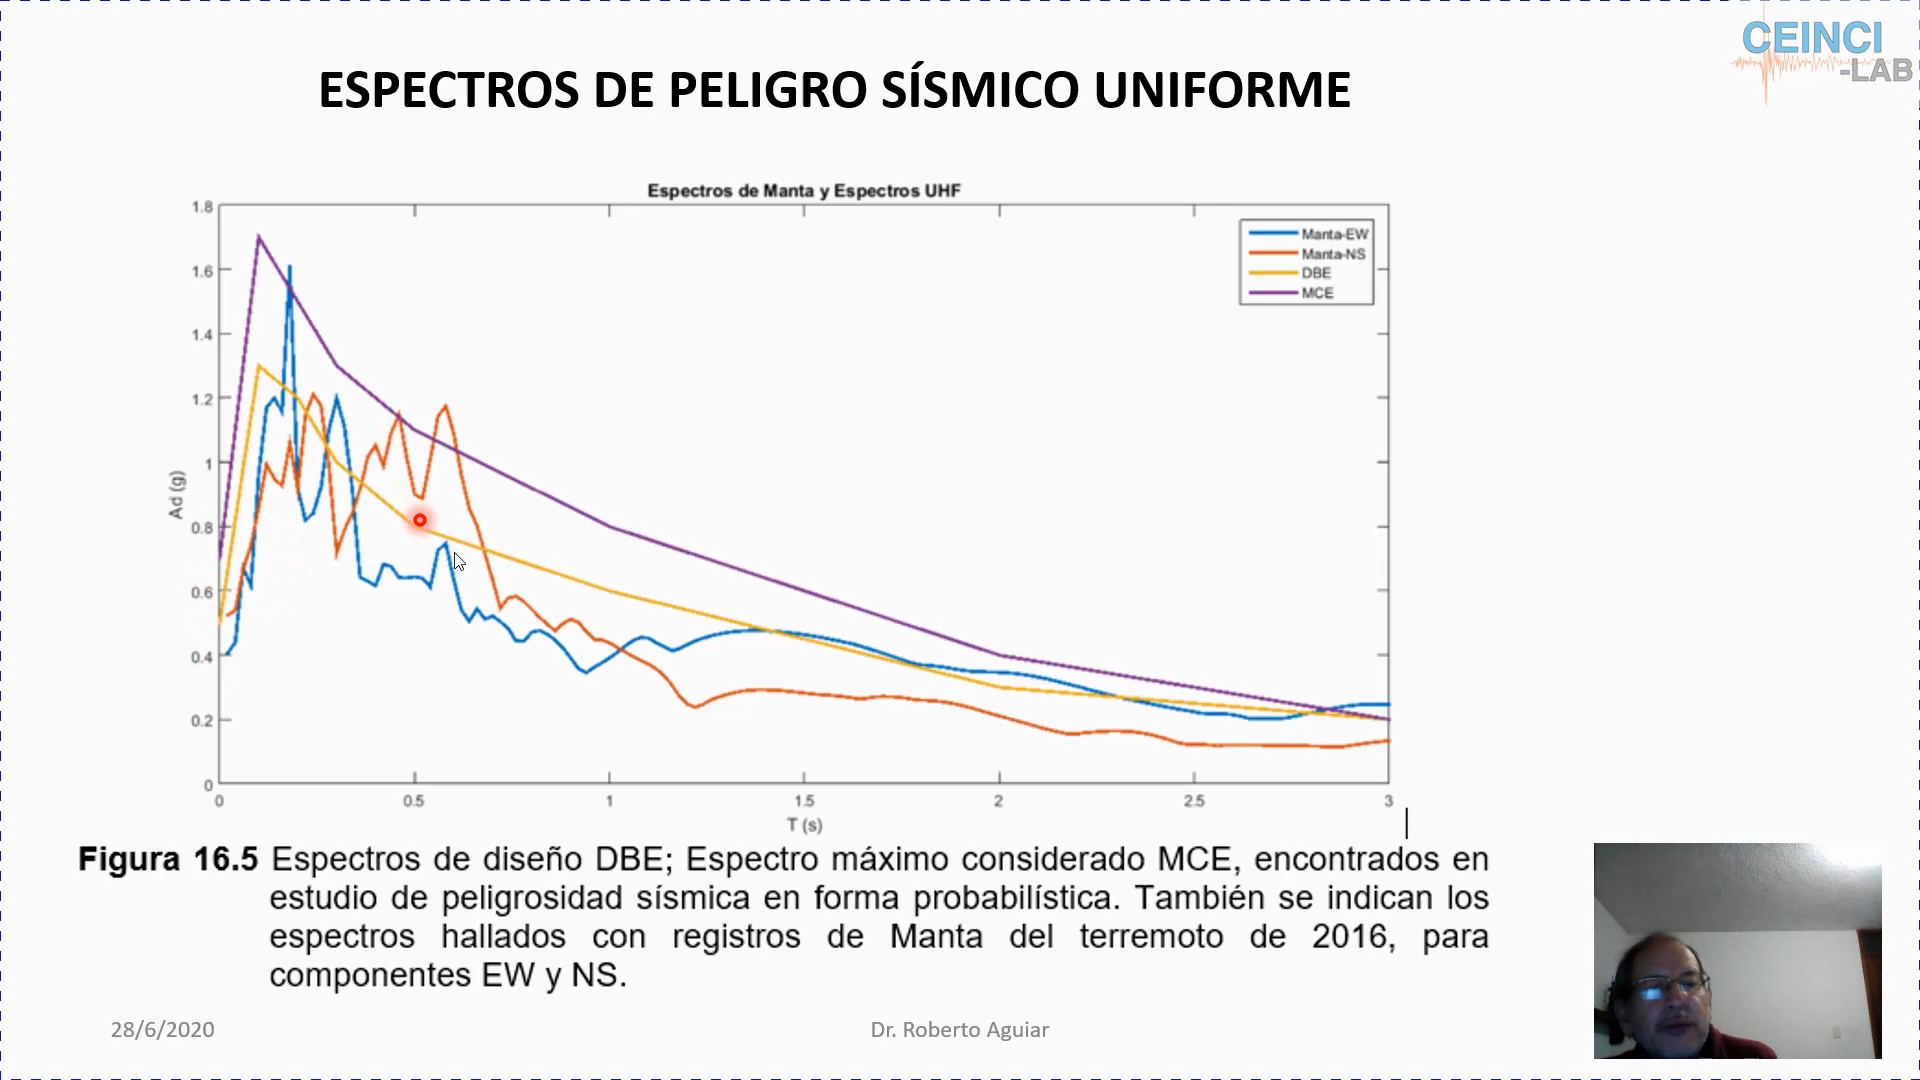 CEINCI
-LAB
ESPECTROS DE PELIGRO SÍSMICO UNIFORME
Espectros de Manta y Espectros UHF
1.8
1.6
1.4
1.2
1
0.8
0.6
0.4
0.2
0
Ad (g)
Manta-EW
Manta-NS
DBE
MCE
0 0.5 1 1.5 2 2.5 3
T (s)
Figura 16.5 Espectros de diseño DBE; Espectro máximo considerado MCE, encontrados en
estudio de peligrosidad sísmica en forma probabilística. También se indican los
espectros hallados con registros de Manta del terremoto de 2016, para
componentes EW y NS.
28/6/2020
Dr. Roberto Aguiar